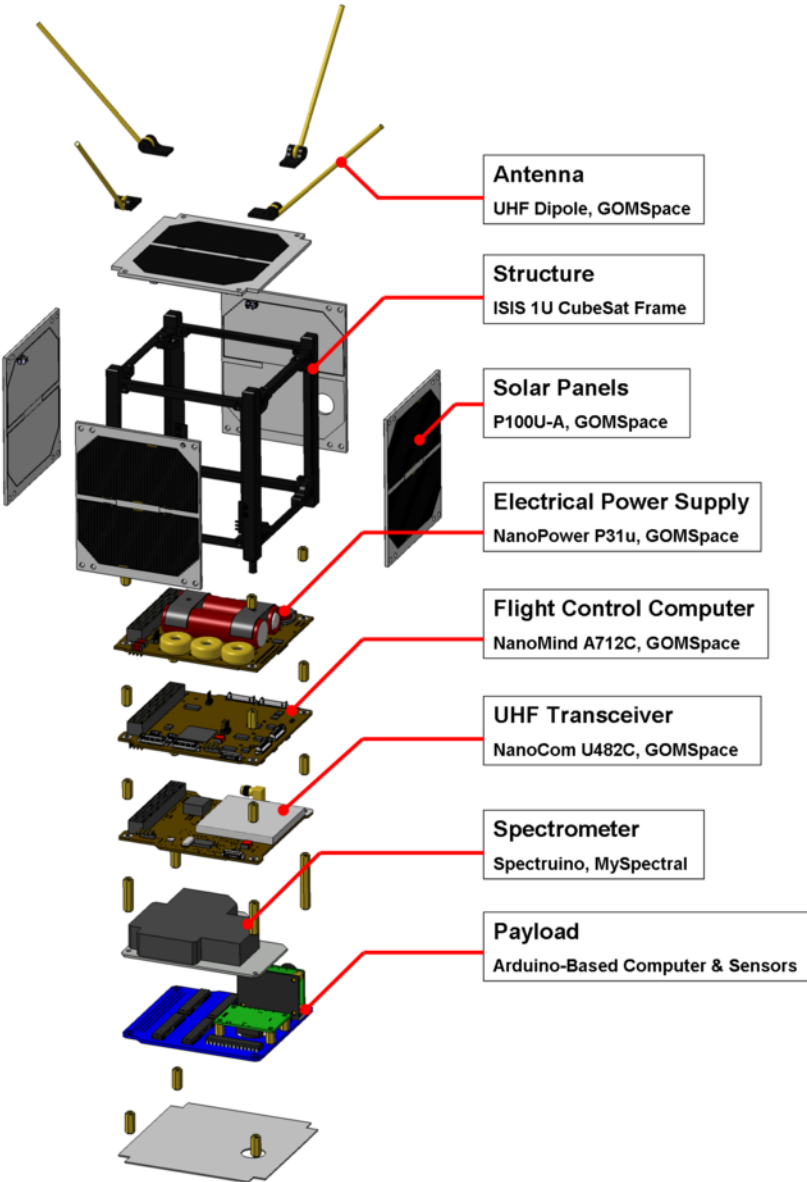 Antenna
UHF Dipole, GOMSpace
Structure
ISIS 1U CubeSat Frame
Solar Panels
P100U-A, GOMSpace
Electrical Power Supply
NanoPower P31u, GOMSpace
Flight Control Computer
NanoMind A712C, GOMSpace
UHF Transceiver
NanoCom U482C, GOMSpace
Spectrometer
Spectruino, MySpectral
Payload
Arduino-Based Computer & Sensors